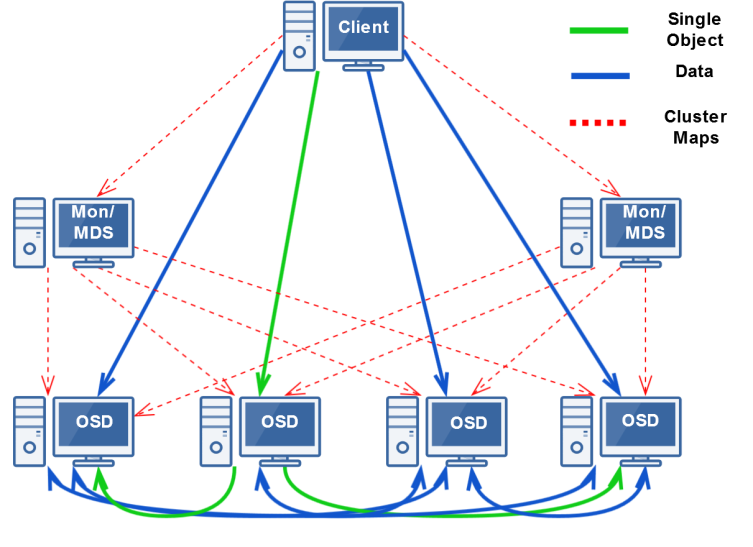 Client
Single
Object
Data
Cluster
Maps
Mon/
MDS
Mon/
MDS
OSD
OSD
OSD
OSD